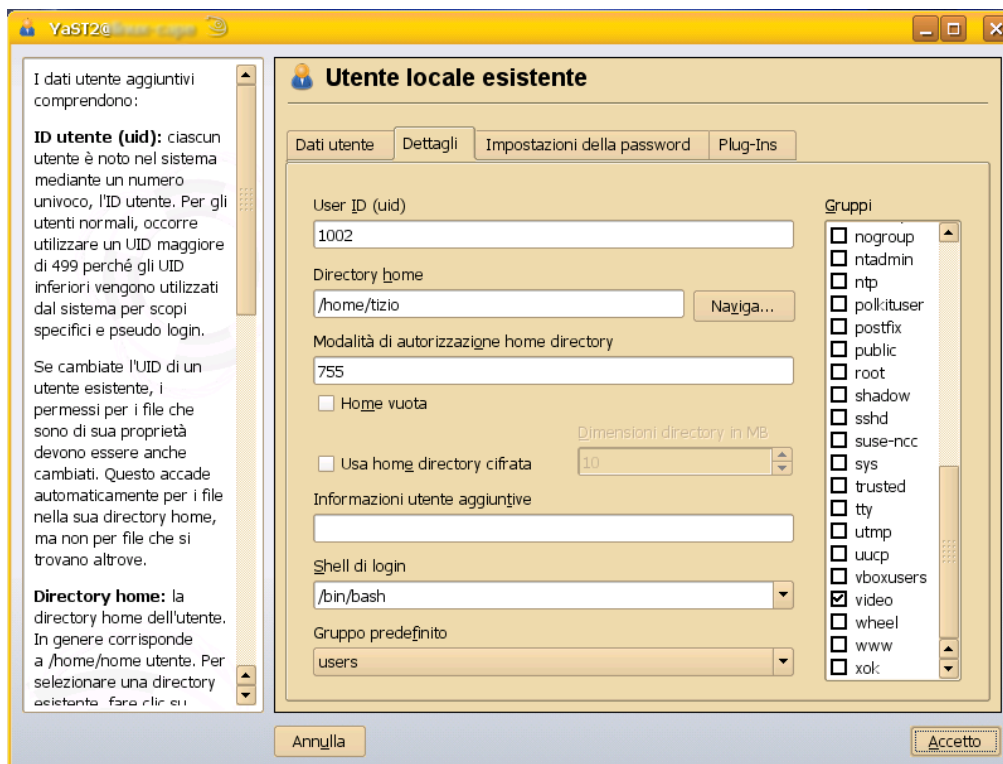 YaST2@
I dati utente aggiuntivi
comprendono:
ID utente (uid): ciascun
utente è noto nel sistema
mediante un numero
univoco, l'ID utente. Per gli
utenti normali, occorre
utilizzare un UID maggiore
di 499 perché gli UID
inferiori vengono utilizzati
dal sistema per scopi
specifici e pseudo login.
Se cambiate l'UID di un
utente esistente, i
permessi per i file che
sono di sua proprietà
devono essere anche
cambiati. Questo accade
automaticamente per i file
nella sua directory home,
ma non per file che si
trovano altrove.
Directory home: la
directory home dell'utente.
In genere corrisponde
a /home/nome utente. Per
selezionare una directory
esistente, fare clic su
Utente locale esistente
Dati utente
Dettagli
Impostazioni della password
Plug-Ins
User ID (uid)
1002
Directory home
/home/tizio
Naviga...
Modalità di autorizzazione home directory
755
Home vuota
Dimensioni directory in MB
Usa home directory cifrata
10
Informazioni utente aggiuntive
Shell di login
/bin/bash
Gruppo predefinito
users
Gruppi
nogroup
ntadmin
ntp
polkituser
postfix
public
root
shadow
sshd
suse-ncc
sys
trusted
tty
utmp
uucp
vboxusers
video
wheel
www
xok
Annulla
Accetto